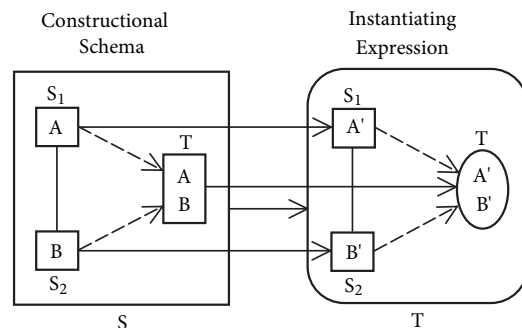 Constructional
Schema
Instantiating
Expression
S1
A
T
A
B
B
S2
S
S1
A'
T
A'
B'
B'
S2
T